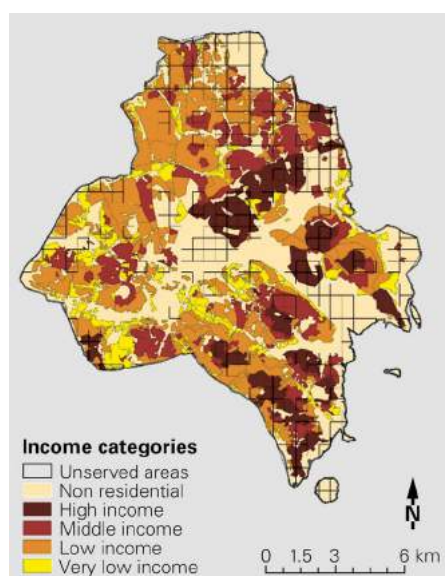 Income categories
Unserved areas
Non residential
High income
Middle income
Low income
Very low income
N
0 1.5 3 6 km